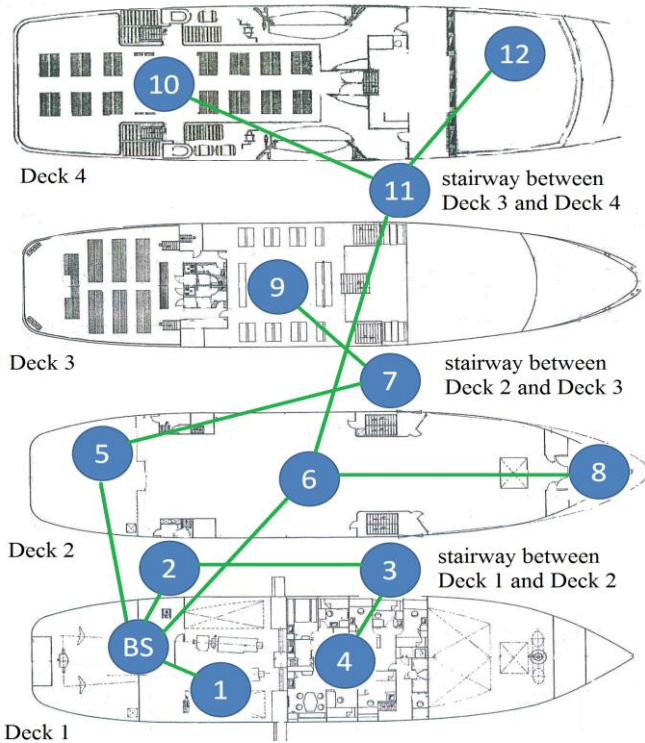 12
10
Deck 4
11
stairway between
Deck 3 and Deck 4
9
Deck 3
7
stairway between
Deck 2 and Deck 3
5
6
8
Deck 2
2
3
stairway between
Deck 1 and Deck 2
BS
4
1
Deck 1